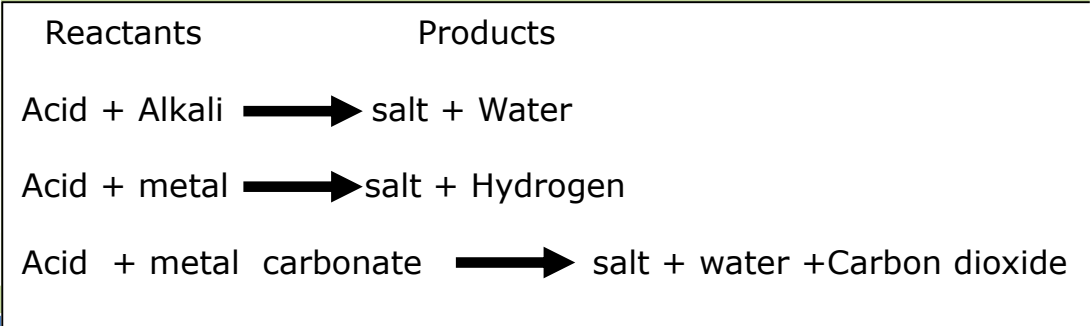 Reactants Products
Acid + Alkali salt + Water
Acid + metal salt + Hydrogen
Acid + metal carbonate salt + water +Carbon dioxide